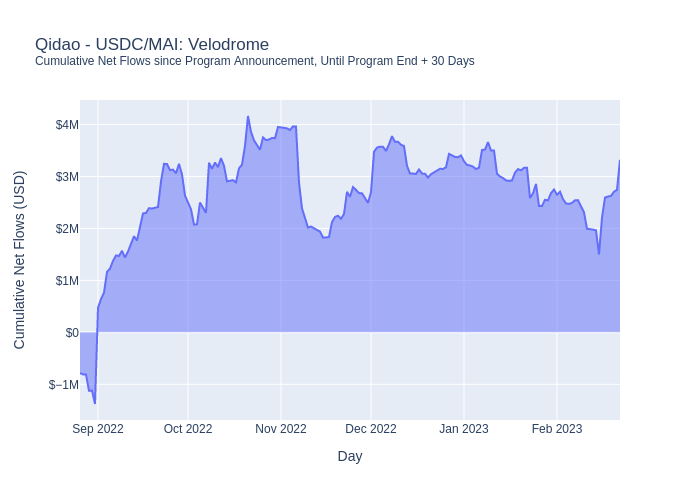 Qidao - USDC/MAI: Velodrome
Cumulative Net Flows since Program Announcement, Until Program End + 30 Days
Cumulative Net Flows (USD)
$4M
$3M
$2M
$1M
$0
$−1M
Sep 2022 Oct 2022 Nov 2022 Dec 2022 Jan 2023 Feb 2023
Day